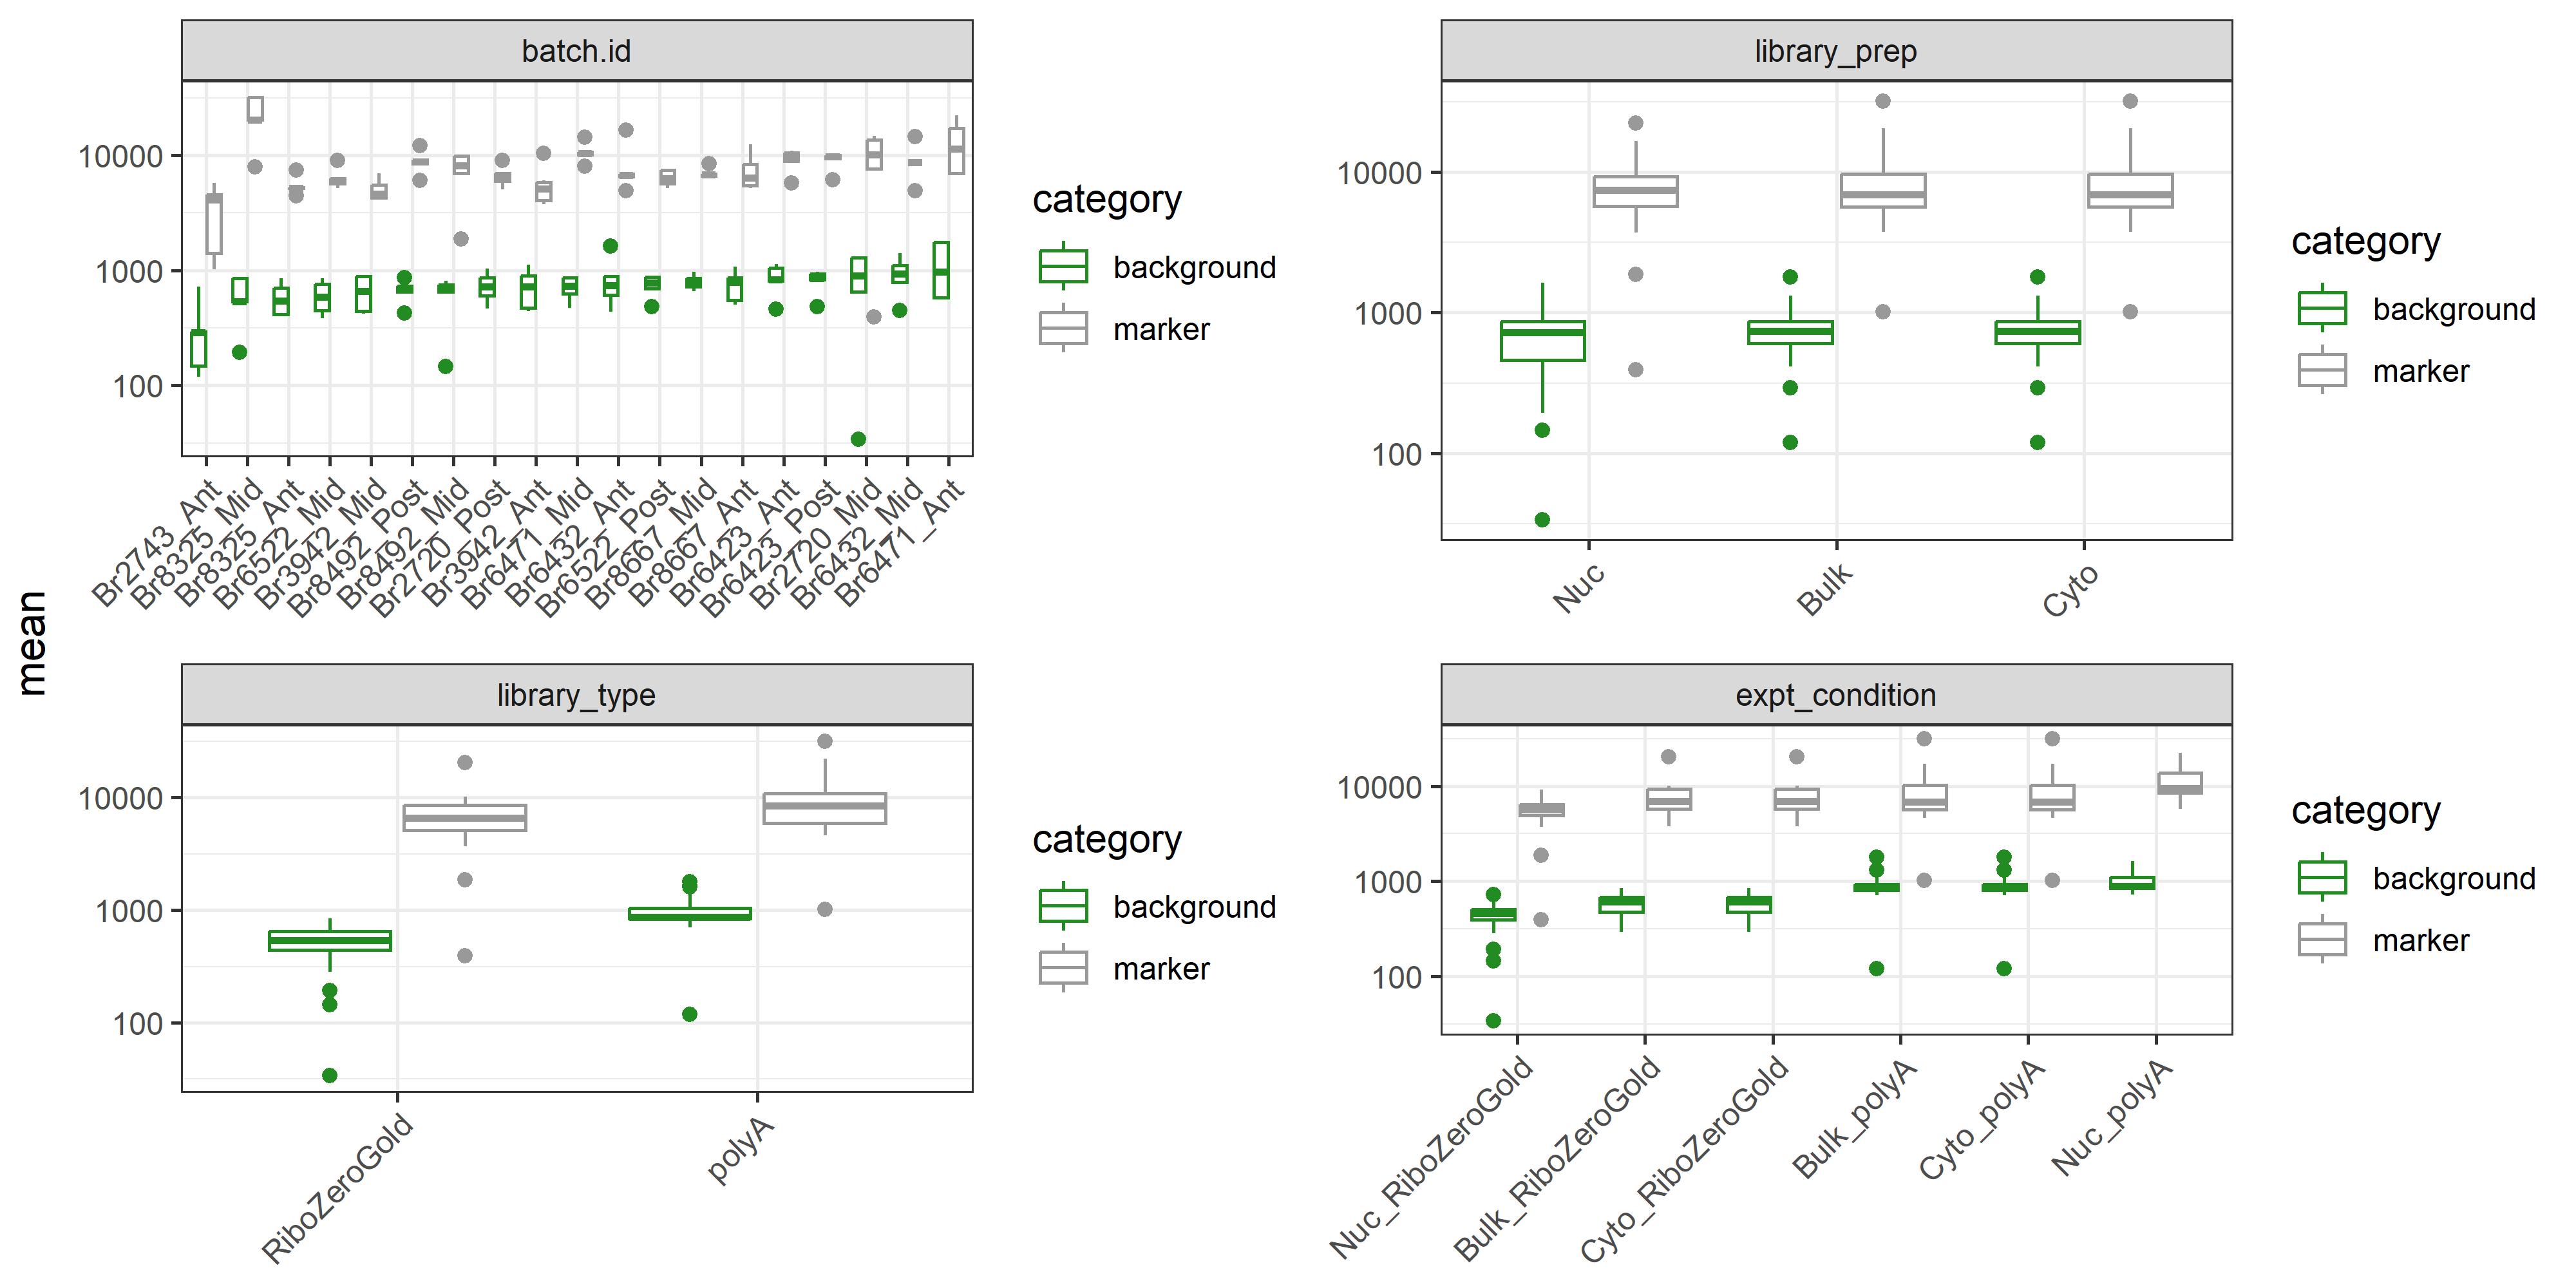 mean
batch.id
10000
1000
100
Br2743_Ant
Br8325_Mid
Br8325_Ant
Br6522_Mid
Br3942_Mid
Br8492_Post
Br8492_Mid
Br2720_Post
Br3942_Ant
Br6471_Mid
Br6432_Ant
Br6522_Post
Br8667_Mid
Br8667_Ant
Br6423_Ant
Br6423_Post
Br2720_Mid
Br6432_Mid
Br6471_Ant
category
background
marker
library_prep
10000
1000
100
Nuc
Bulk
Cyto
category
background
marker
library_type
10000
1000
100
RiboZeroGold
polyA
category
background
marker
expt_condition
10000
1000
100
Nuc_RiboZeroGold
Bulk_RiboZeroGold
Cyto_RiboZeroGold
Bulk_polyA
Cyto_polyA
Nuc_polyA
category
background
marker